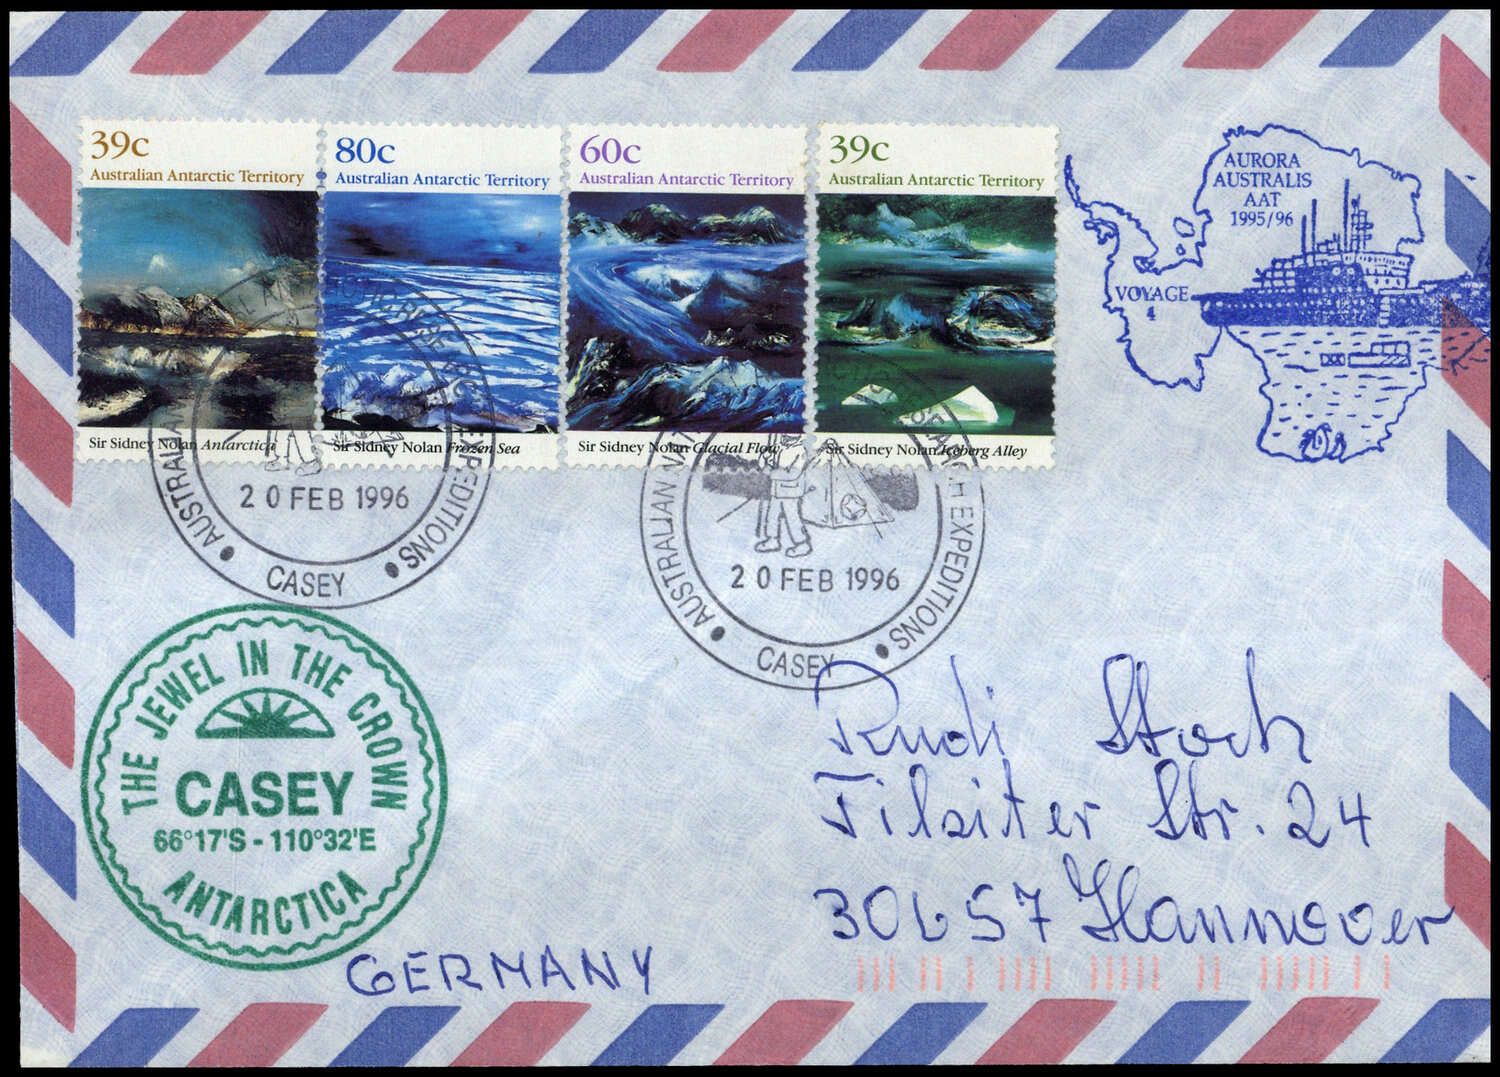 39c
Australian Antarctic Territory
Sir Sidney Nolan Antarctica
80c
Australian Antarctic Territory
Sir Sidney Nolan Frozen Sea
60c
Australian Antarctic Territory
Sir Sidney Nolan Glacial Flow
39c
Australian Antarctic Territory
Sir Sidney Nolan Iceberg Alley
AURORA
AUSTRALIS
AAT
1995/96
VOYAGE
4
AUSTRALIAN EXPEDITIONS
20 FEB 1996
CASEY
AUSTRALIAN EXPEDITIONS
20 FEB 1996
CASEY
THE JEWEL IN THE CROWN
CASEY
66°17'S - 110°32'E
ANTARCTICA
Rudi Stock
Tilsiter Str. 24
30657 Hannover
GERMANY